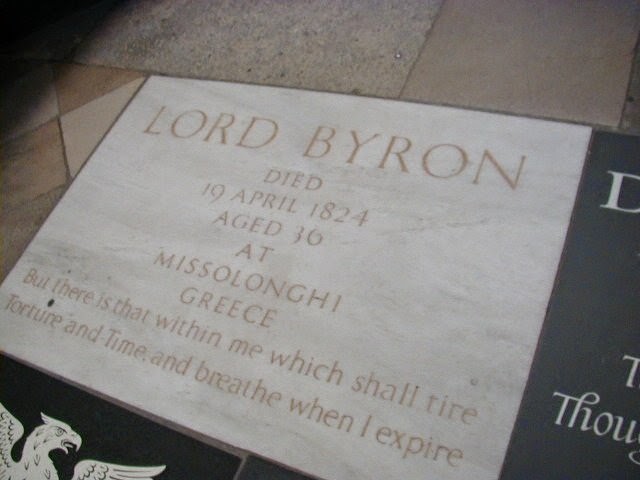 LORD BYRON
DIED
19 APRIL 1824
AGED 36
AT
MISSOLONGHI
GREECE
But there is that within me which shall tire
Torture and Time, and breathe when I expire
D
T
Thoug